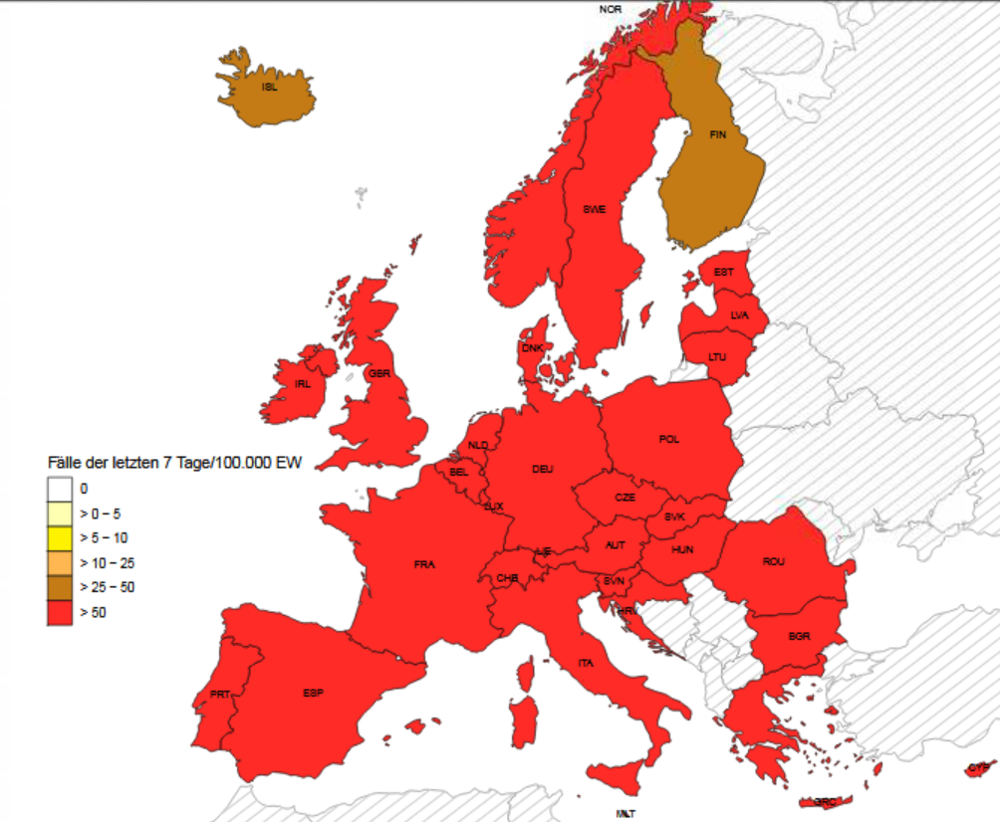 NOR
ISL
FIN
SWE
EST
LVA
DNK
LTU
GBR
IRL
POL
NLD
Fälle der letzten 7 Tage/100.000 EW
BEL
DEU
0
CZE
LUX
> 0 – 5
SVK
> 5 – 10
AUT
HUN
LIE
ROU
> 10 – 25
FRA
CHE
SVN
> 25 – 50
> 50
HRV
BGR
ITA
PRT
ESP
CYP
GRC
MLT